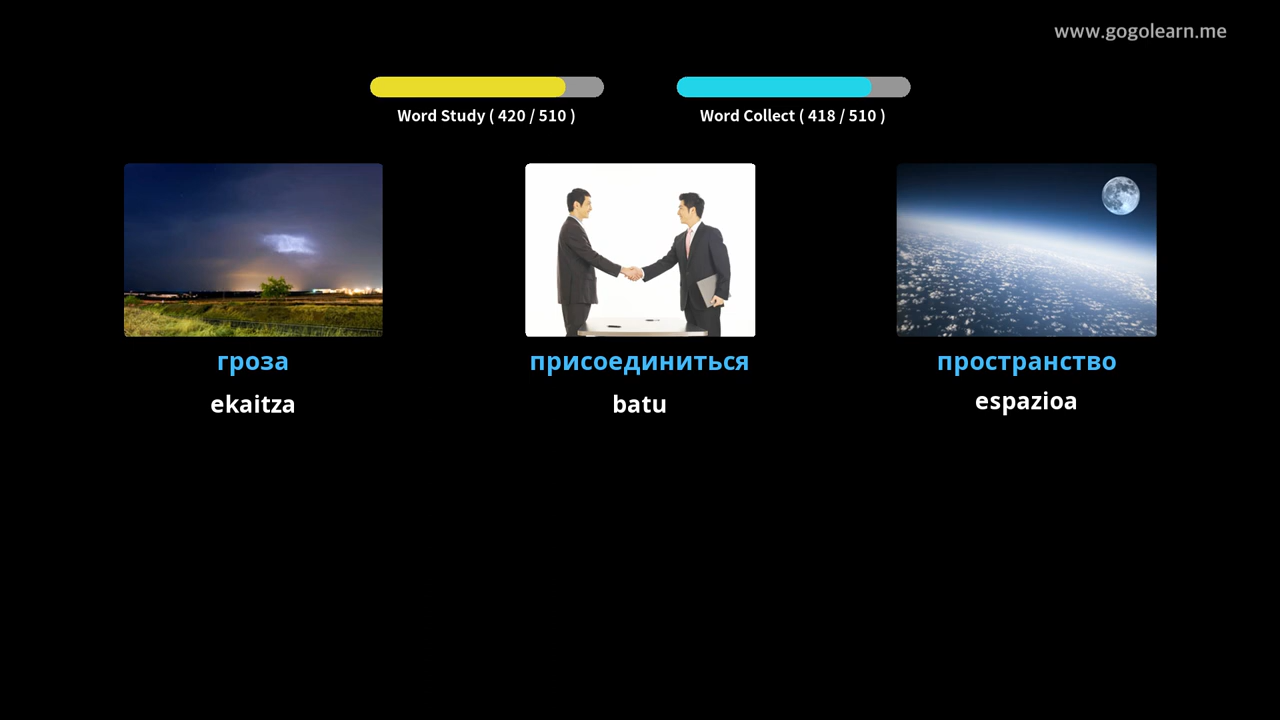 www.gogolearn.me
Word Study ( 420 / 510 )
Word Collect ( 418 / 510 )
гроза
присоединиться
пространство
ekaitza
batu
espazioa